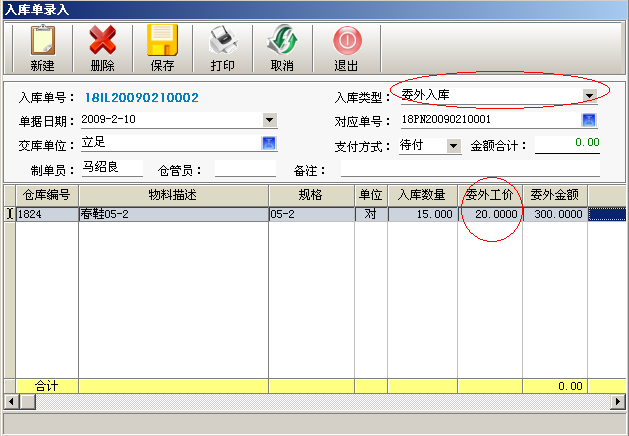 入库单录入
新建 删除 保存 打印 取消 退出
入库单号： 18IL20090210002 入库类型： 委外入库
单据日期： 2009-2-10 对应单号： 18PN20090210001
交库单位： 立足 支付方式： 待付 金额合计： 0.00
制单员： 马绍良 仓管员： 备注：
仓库编号 物料描述 规格 单位 入库数量 委外工价 委外金额
1824 春鞋05-2 05-2 对 15.000 20.0000 300.0000
合计 0.00